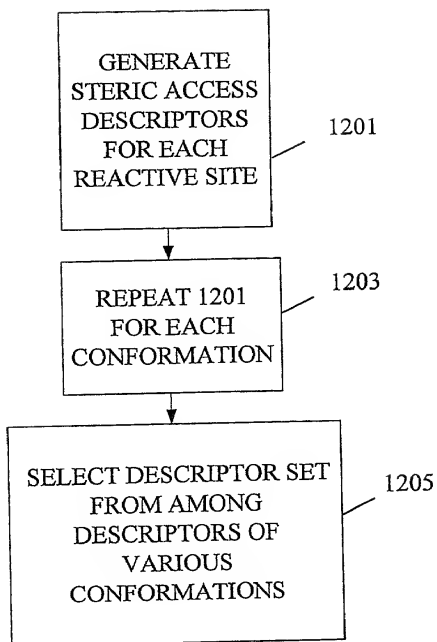 GENERATE
STERIC ACCESS
DESCRIPTORS
FOR EACH
REACTIVE SITE
1201
REPEAT 1201
FOR EACH
CONFORMATION
1203
SELECT DESCRIPTOR SET
FROM AMONG
DESCRIPTORS OF
VARIOUS
CONFORMATIONS
1205